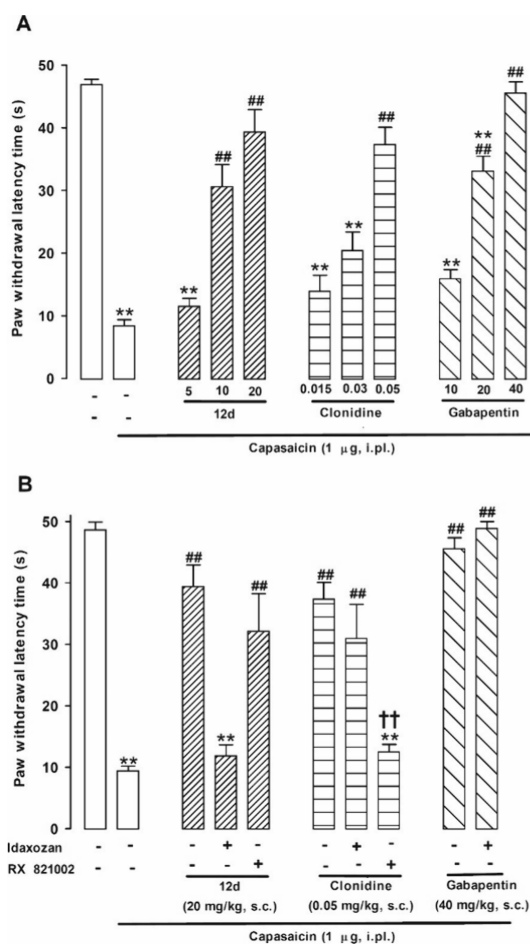 A
Paw withdrawal latency time (s)
50
40
30
20
10
0
**
**
##
##
**
**
##
**
**
##
##
- - 5 10 20 0.015 0.03 0.05 10 20 40
- - 12d Clonidine Gabapentin
Capasaicin (1 μg, i.pl.)
B
Paw withdrawal latency time (s)
50
40
30
20
10
0
**
##
**
##
##
##
††
**
##
##
Idaxozan - - - + - - + - - +
RX 821002 - - - - + - - + - -
12d Clonidine Gabapentin
(20 mg/kg, s.c.) (0.05 mg/kg, s.c.) (40 mg/kg, s.c.)
Capasaicin (1 μg, i.pl.)